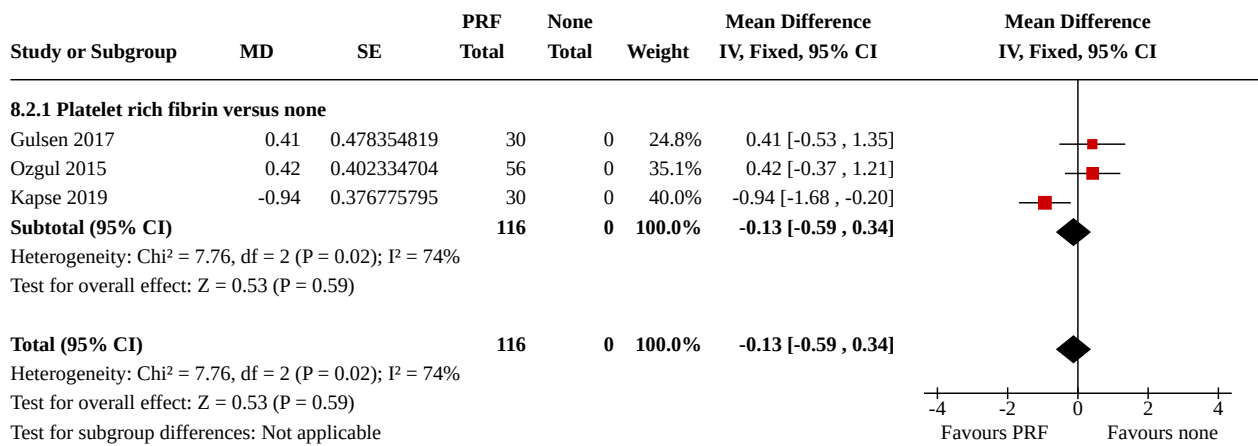 PRF None Mean Difference Mean Difference
Study or Subgroup MD SE Total Total Weight IV, Fixed, 95% CI IV, Fixed, 95% CI
8.2.1 Platelet rich fibrin versus none
Gulsen 2017 0.41 0.478354819 30 0 24.8% 0.41 [-0.53 , 1.35]
Ozgul 2015 0.42 0.402334704 56 0 35.1% 0.42 [-0.37 , 1.21]
Kapse 2019 -0.94 0.376775795 30 0 40.0% -0.94 [-1.68 , -0.20]
Subtotal (95% CI) 116 0 100.0% -0.13 [-0.59 , 0.34]
Heterogeneity: Chi² = 7.76, df = 2 (P = 0.02); I² = 74%
Test for overall effect: Z = 0.53 (P = 0.59)
Total (95% CI) 116 0 100.0% -0.13 [-0.59 , 0.34]
Heterogeneity: Chi² = 7.76, df = 2 (P = 0.02); I² = 74%
Test for overall effect: Z = 0.53 (P = 0.59) -4 -2 0 2 4
Test for subgroup differences: Not applicable Favours PRF Favours none